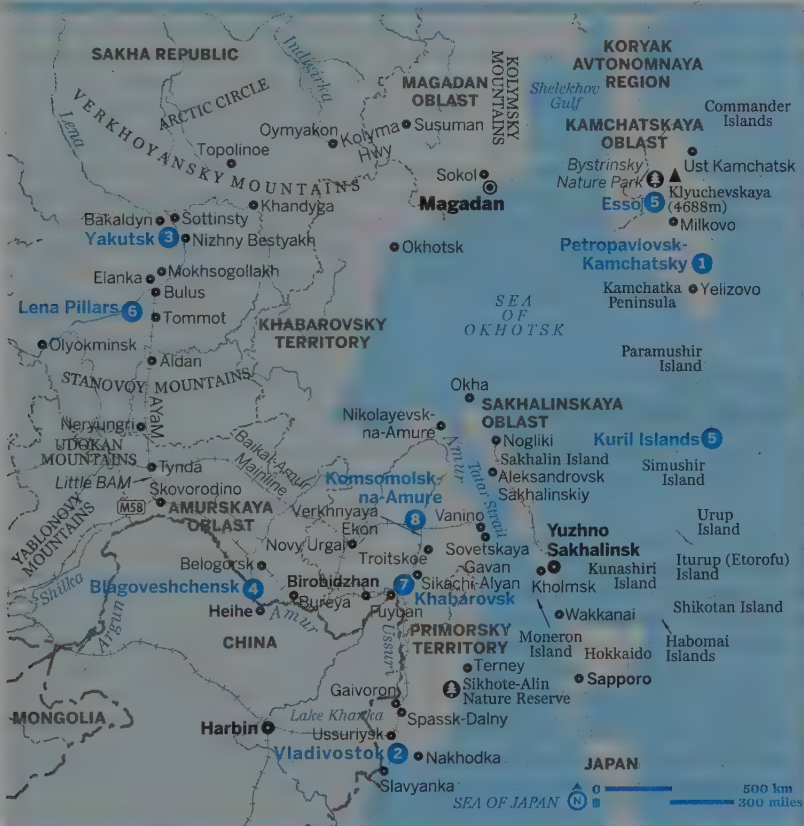 SAKHA REPUBLIC
Indigirka
KOLYMSKY
MOUNTAINS
KORYAK
AVTONOMNAYA
REGION
MAGADAN
OBLAST
Shelekhov
Gulf
Commander
Islands
ARCTIC CIRCLE
VERKHOYANSKY MOUNTAINS
Lena
Oymyakon
Kolyma
Hwy
Susuman
KAMCHATSKAYA
OBLAST
Topolinoe
Ust Kamchatsk
Bystrinsky
Nature Park
Klyuchevskaya
(4688m)
Sokol
Magadan
Esso 5
Milkovo
Khandyga
Bakaldyn
Sottinsty
Yakutsk 3
Nizhny Bestyakh
Okhotsk
Petropavlovsk-
Kamchatsky 1
Elanka
Mokhsogollakh
Bulus
Lena Pillars 6
Tommot
Kamchatka
Peninsula
Yelizovo
SEA
OF
OKHOTSK
KHABAROVSKY
TERRITORY
Olyokminsk
Aldan
Paramushir
Island
STANOVOY MOUNTAINS
Okha
AYaM
SAKHALINSKAYA
OBLAST
Nikolayevsk-
na-Amure
Neryungri
UDOKAN
MOUNTAINS
Nogliki
Kuril Islands 5
Baikal-Amur
Mainline
Amur
Sakhalin Island
Tynda
Little BAM
Aleksandrovsk
Sakhalinskiy
Simushir
Island
Tatar Strait
Komsomolsk-
na-Amure
8
Skovorodino
M58
AMURSKAYA
OBLAST
YABLONOVY
MOUNTAINS
Verkhnyaya
Ekon
Vanino
Urup
Island
Novy Urgal
Troitskoe
Sovetskaya
Gavan
Yuzhno
Sakhalinsk
Iturup (Etorofu)
Island
Belogorsk
Kunashiri
Island
Shilka
Blagoveshchensk 4
Birobidzhan
7
Sikachi-Alyan
Kholmsk
Khabarovsk
Bureya
Fuyuan
Heihe
Amur
Argun
Shikotan Island
Wakkanai
CHINA
Ussuri
PRIMORSKY
TERRITORY
Moneron
Island
Hokkaido
Habomai
Islands
Terney
Sapporo
Sikhote-Alin
Nature Reserve
Gaivoron
MONGOLIA
Lake Khanka
Spassk-Dalny
Harbin
Ussuriysk
Vladivostok 2
Nakhodka
JAPAN
Slavyanka
SEA OF JAPAN
N
0
500 km
300 miles